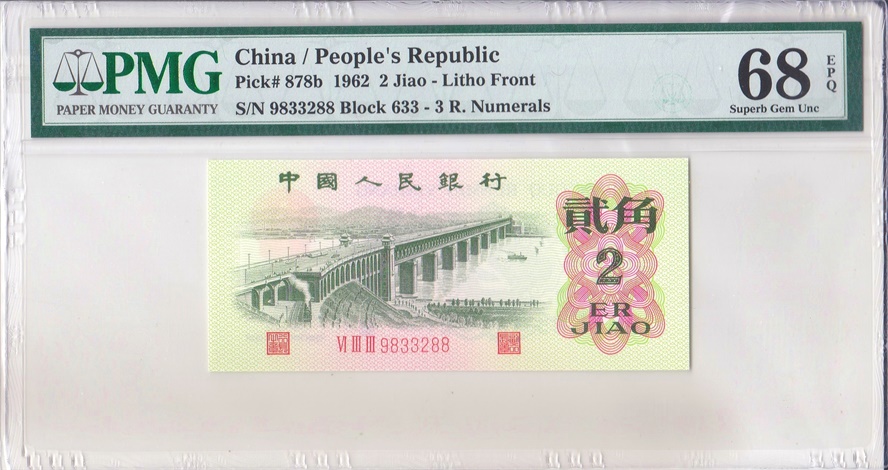 PMG
PAPER MONEY GUARANTY
China / People's Republic
Pick# 878b 1962 2 Jiao - Litho Front
S/N 9833288 Block 633 - 3 R. Numerals
68 EPQ
Superb Gem Unc
中國人民銀行
貳角
2
ER
JIAO
VI III III 9833288